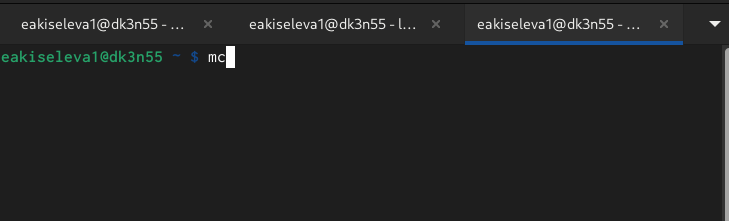 eakiseleva1@dk3n55 - ... × eakiseleva1@dk3n55 - l... × eakiseleva1@dk3n55 - ... ×
eakiseleva1@dk3n55 ~ $ mc